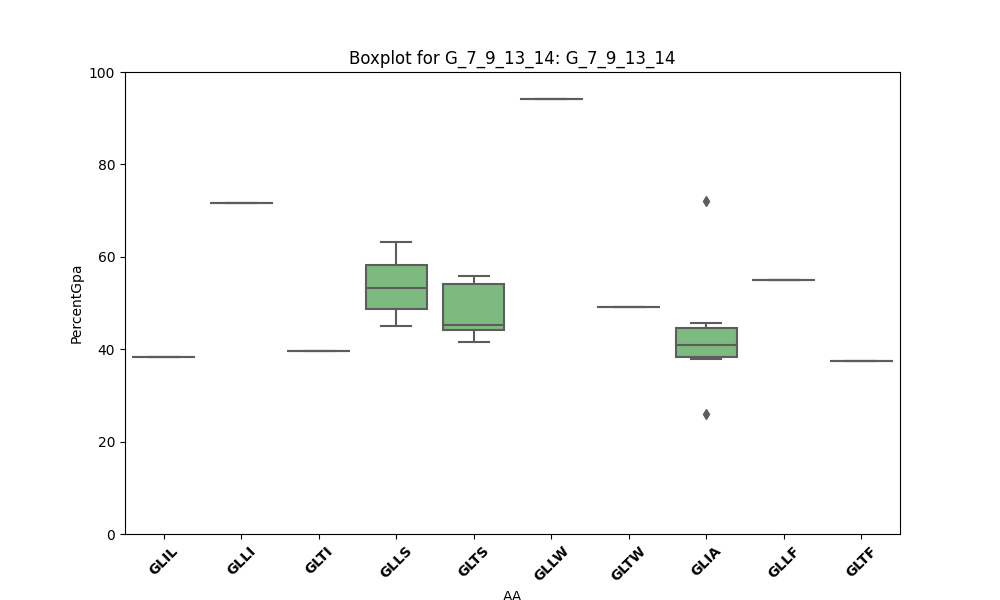 Boxplot for G_7_9_13_14: G_7_9_13_14
100
80
60
40
20
0
PercentGpa
GLIL
GLLI
GLTI
GLLS
GLTS
GLLW
GLTW
GLIA
GLLF
GLTF
AA